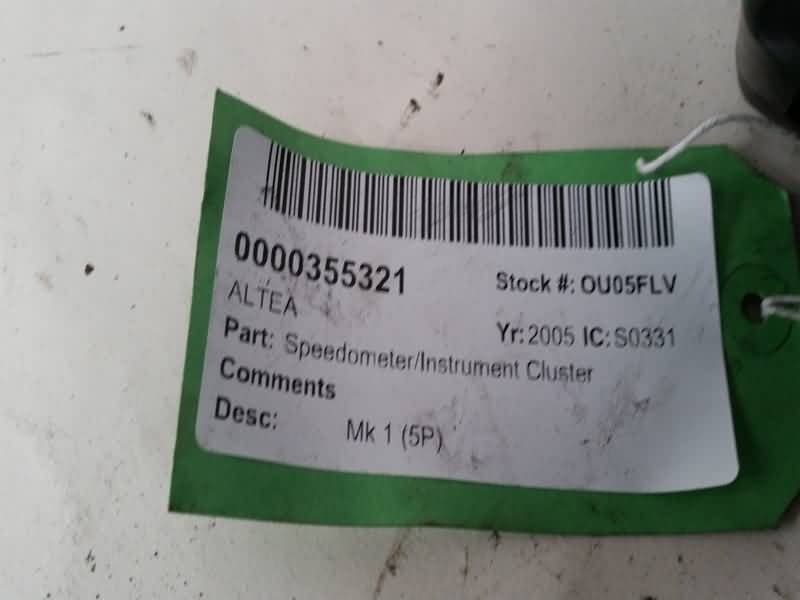 0000355321
Stock #: OU05FLV
ALTEA
Yr: 2005 IC: S0331
Part: Speedometer/Instrument Cluster
Comments
Desc: Mk 1 (5P)